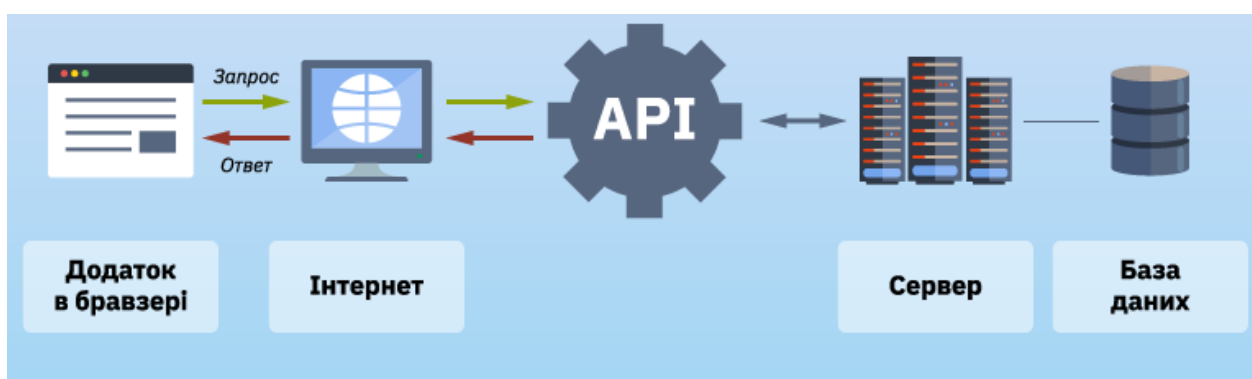 Запрос
Ответ
API
Додаток
в бравзері
Інтернет
Сервер
База
даних